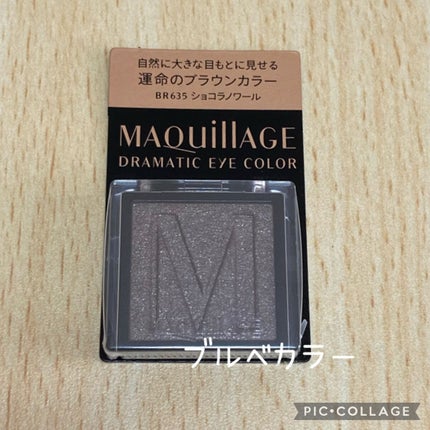 自然に大きな目もとに見せる
運命のブラウンカラー
BR635 ショコラノワール
MAQuillAGE
DRAMATIC EYE COLOR
M
ブルベカラー
PIC•COLLAGE